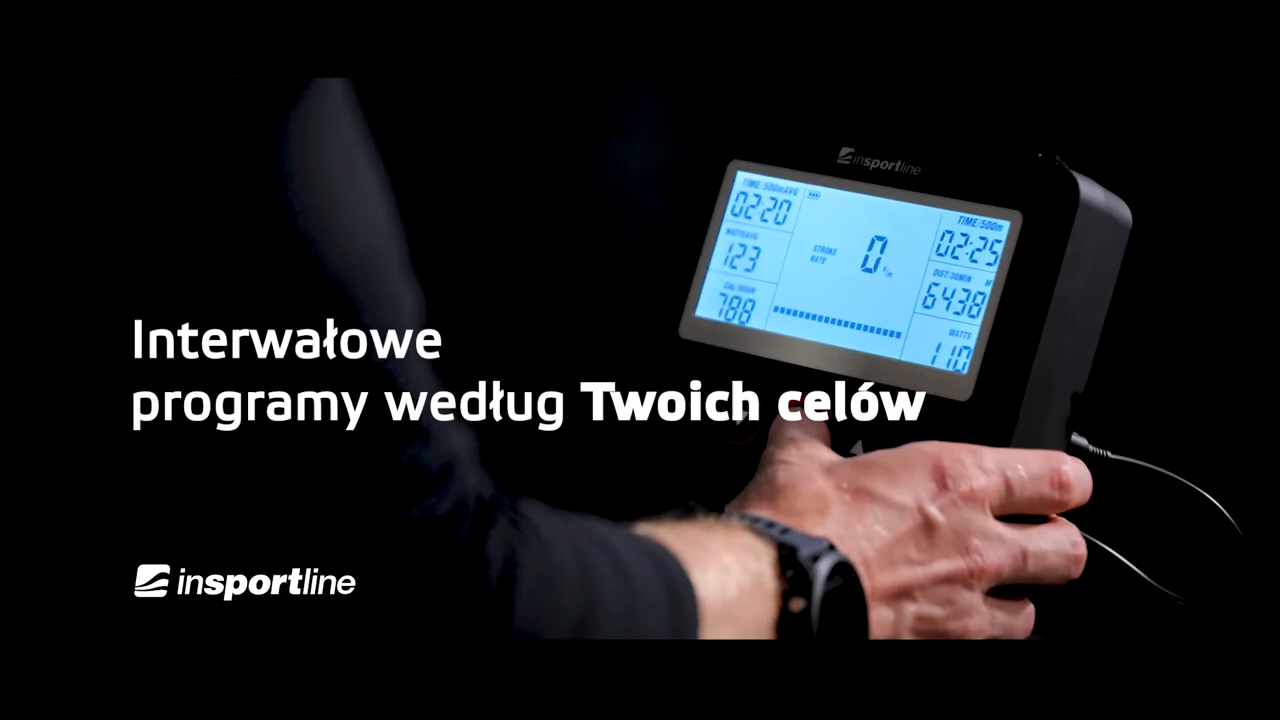 insportline
TIME/500mAVG
02:20
WATTSAVG
123
CAL/HOUR
788
STROKE
RATE
0
TIME/500m
02:25
DIST/30MIN
M
6438
WATTS
110
Interwałowe
programy według Twoich celów
insportline